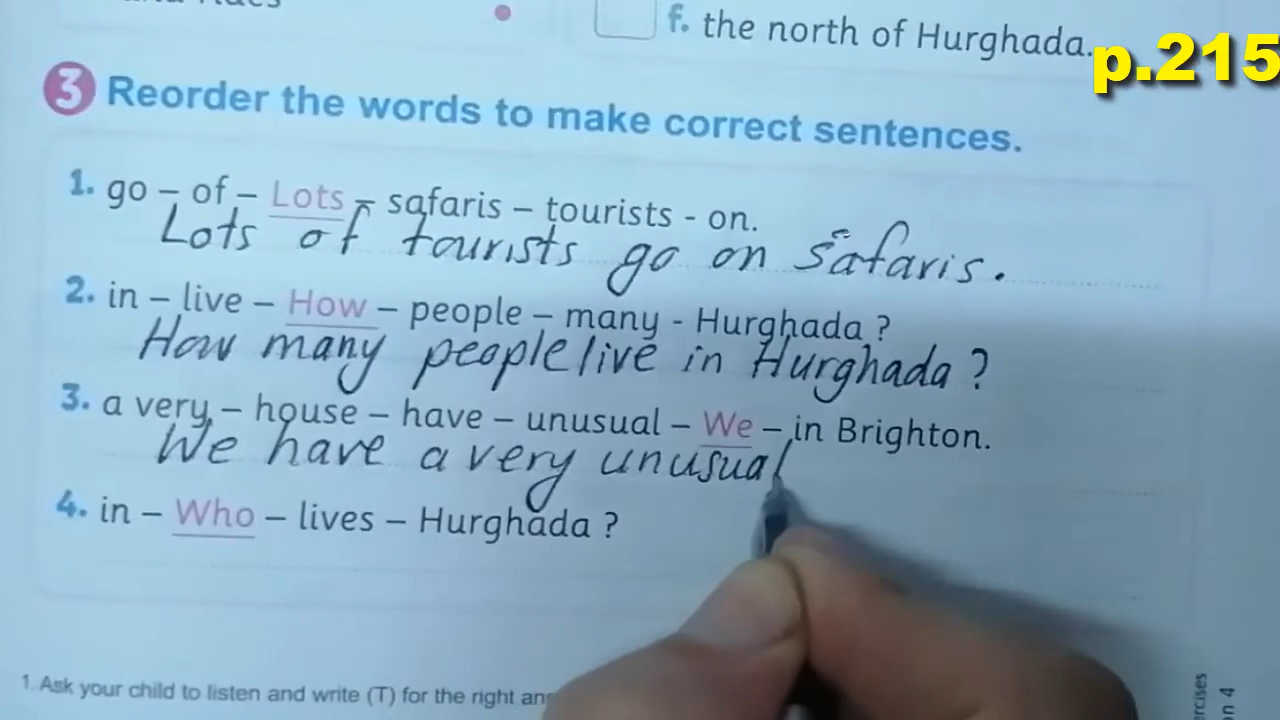 f. the north of Hurghada.
p.215
3 Reorder the words to make correct sentences.
1. go – of – Lots – safaris – tourists - on.
Lots of tourists go on safaris.
2. in – live – How – people – many - Hurghada ?
How many people live in Hurghada ?
3. a very – house – have – unusual – We – in Brighton.
We have a very unusual
4. in – Who – lives – Hurghada ?
1. Ask your child to listen and write (T) for the right